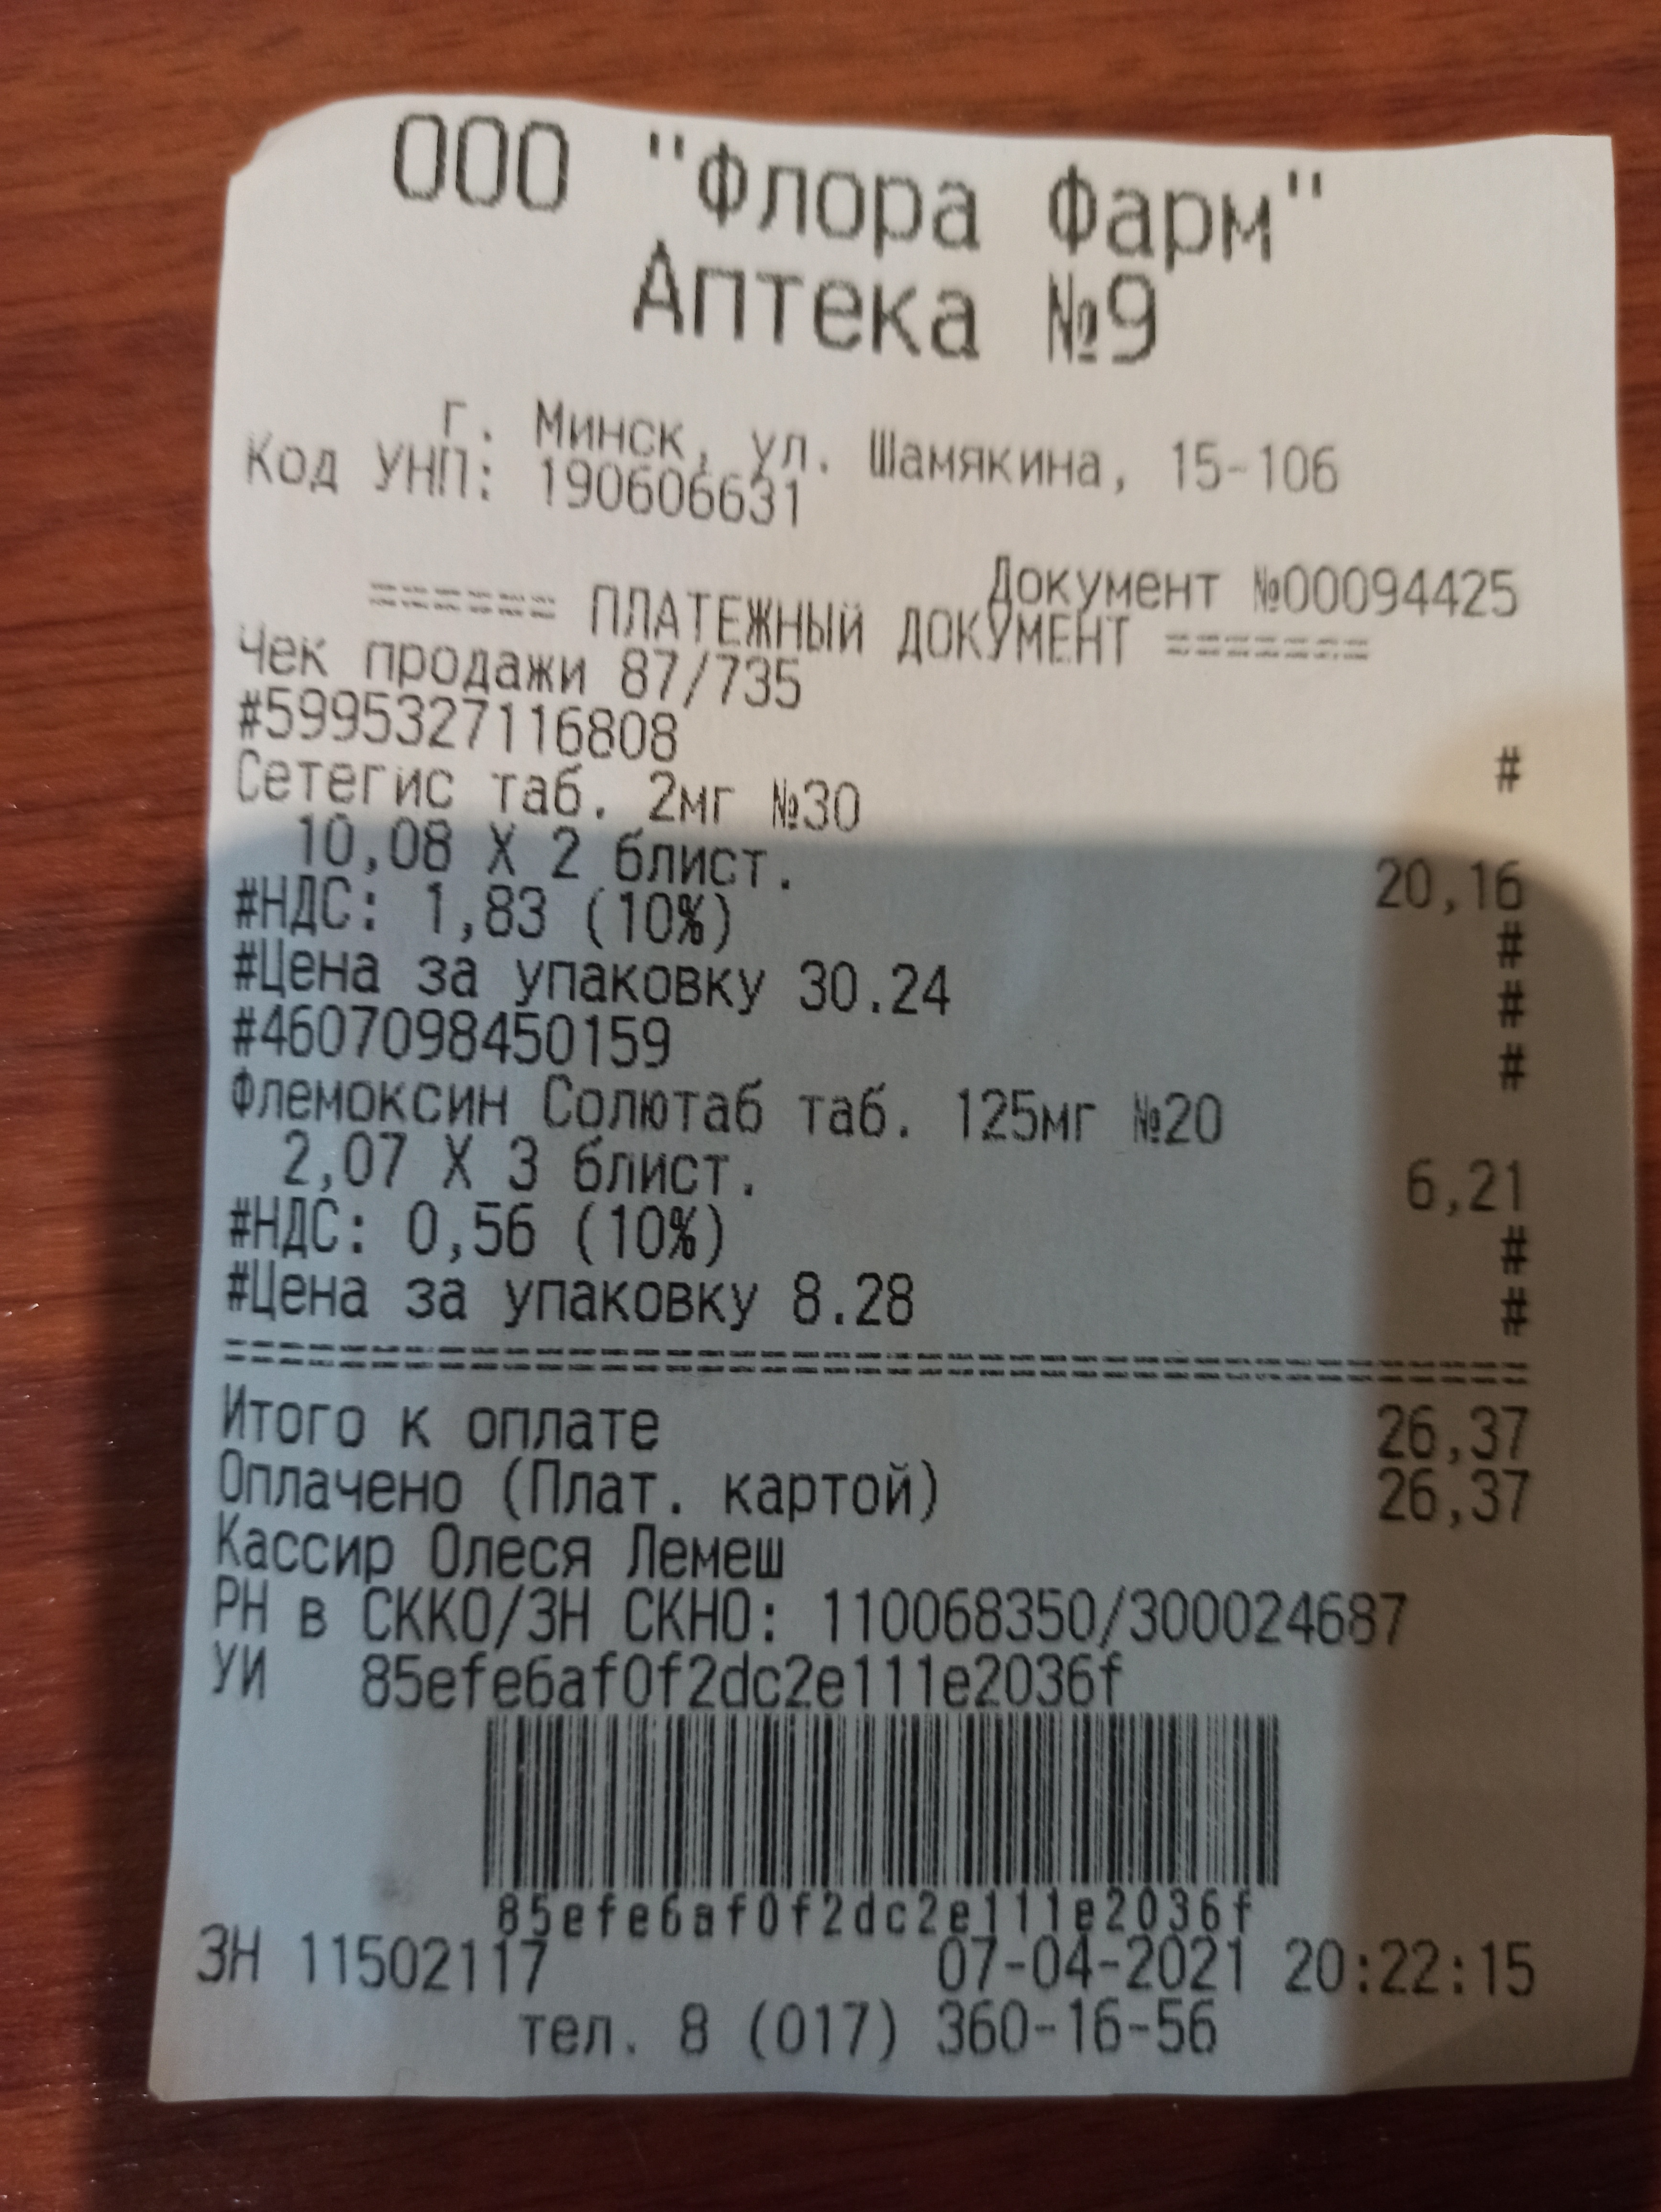 ООО "Флора Фарм"
Аптека №9
г. Минск, ул. Шамякина, 15-106
Код УНП: 190606631
Документ №00094425
====== ПЛАТЕЖНЫЙ ДОКУМЕНТ =======
Чек продажи 87/735
#5995327116808 #
Сетегис таб. 2мг №30
10,08 X 2 блист. 20,16
#НДС: 1,83 (10%) #
#Цена за упаковку 30.24 #
#4607098450159 #
Флемоксин Солютаб таб. 125мг №20
2,07 X 3 блист. 6,21
#НДС: 0,56 (10%) #
#Цена за упаковку 8.28 #
Итого к оплате 26,37
Оплачено (Плат. картой) 26,37
Кассир Олеся Лемеш
РН в СККО/ЗН СКНО: 110068350/300024687
УИ 85efe6af0f2dc2e111e2036f
85efe6af0f2dc2e111e2036f
ЗН 11502117 07-04-2021 20:22:15
тел. 8 (017) 360-16-56